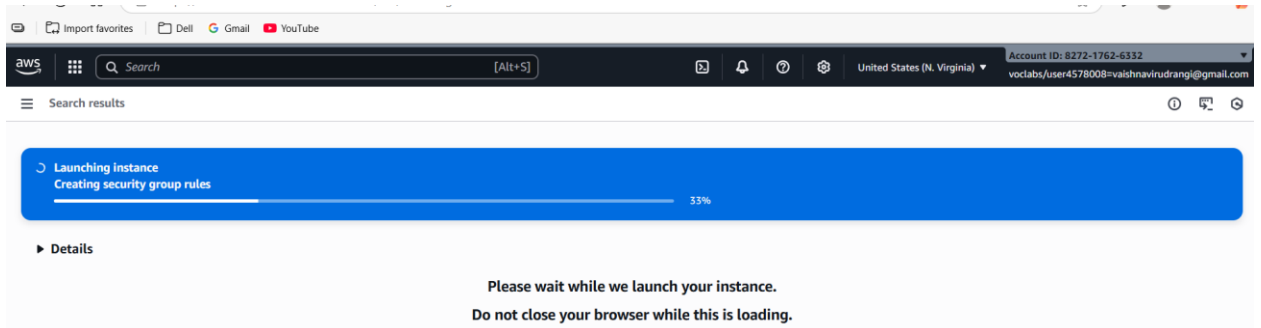 Import favorites Dell Gmail YouTube
aws Search [Alt+S] United States (N. Virginia) Account ID: 8272-1762-6332
voclabs/user4578008=vaishnavirudrangi@gmail.com
Search results
Launching instance
Creating security group rules
33%
Details
Please wait while we launch your instance.
Do not close your browser while this is loading.